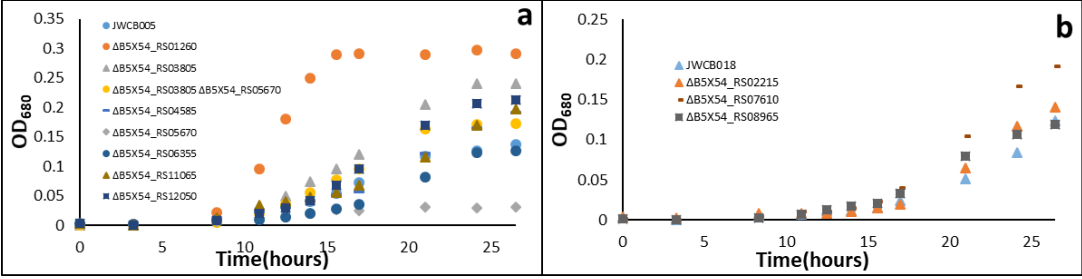 a
0.35
0.3
0.25
0.2
0.15
0.1
0.05
0
OD680
JWCB005
ΔB5X54_RS01260
ΔB5X54_RS03805
ΔB5X54_RS03805 ΔB5X54_RS05670
ΔB5X54_RS04585
ΔB5X54_RS05670
ΔB5X54_RS06355
ΔB5X54_RS11065
ΔB5X54_RS12050
0 5 10 15 20 25
Time(hours)
b
0.25
0.2
0.15
0.1
0.05
0
OD680
JWCB018
ΔB5X54_RS02215
ΔB5X54_RS07610
ΔB5X54_RS08965
0 5 10 15 20 25
Time(hours)